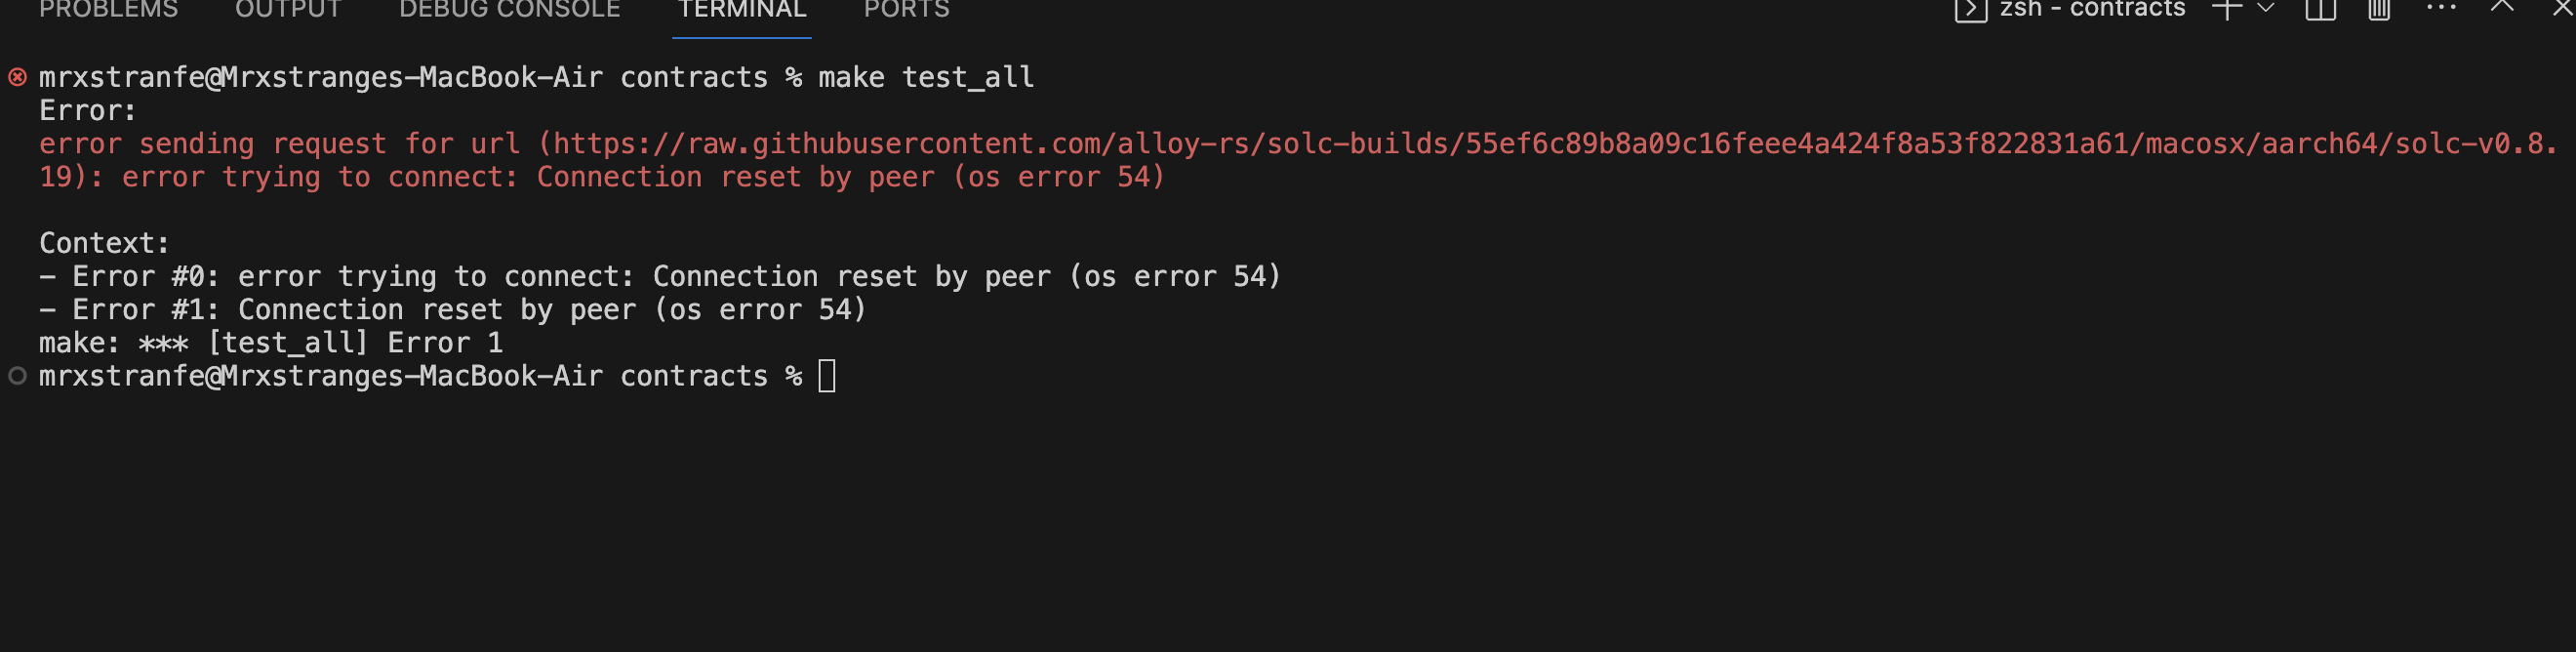 PROBLEMS OUTPUT DEBUG CONSOLE TERMINAL PORTS zsh - contracts
mrxstranfe@Mrxstranges-MacBook-Air contracts % make test_all
Error:
error sending request for url (https://raw.githubusercontent.com/alloy-rs/solc-builds/55ef6c89b8a09c16feee4a424f8a53f822831a61/macosx/aarch64/solc-v0.8.
19): error trying to connect: Connection reset by peer (os error 54)
Context:
- Error #0: error trying to connect: Connection reset by peer (os error 54)
- Error #1: Connection reset by peer (os error 54)
make: *** [test_all] Error 1
mrxstranfe@Mrxstranges-MacBook-Air contracts %